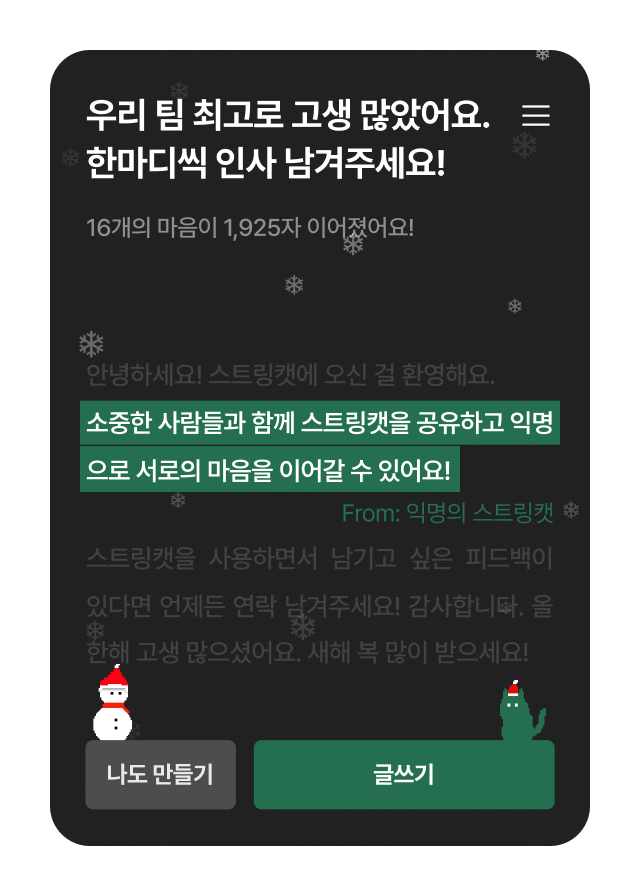 우리 팀 최고로 고생 많았어요.
한마디씩 인사 남겨주세요!
16개의 마음이 1,925자 이어졌어요!
안녕하세요! 스트링캣에 오신 걸 환영해요.
소중한 사람들과 함께 스트링캣을 공유하고 익명
으로 서로의 마음을 이어갈 수 있어요!
From: 익명의 스트링캣
스트링캣을 사용하면서 남기고 싶은 피드백이
있다면 언제든 연락 남겨주세요! 감사합니다. 올
한해 고생 많으셨어요. 새해 복 많이 받으세요!
나도 만들기
글쓰기